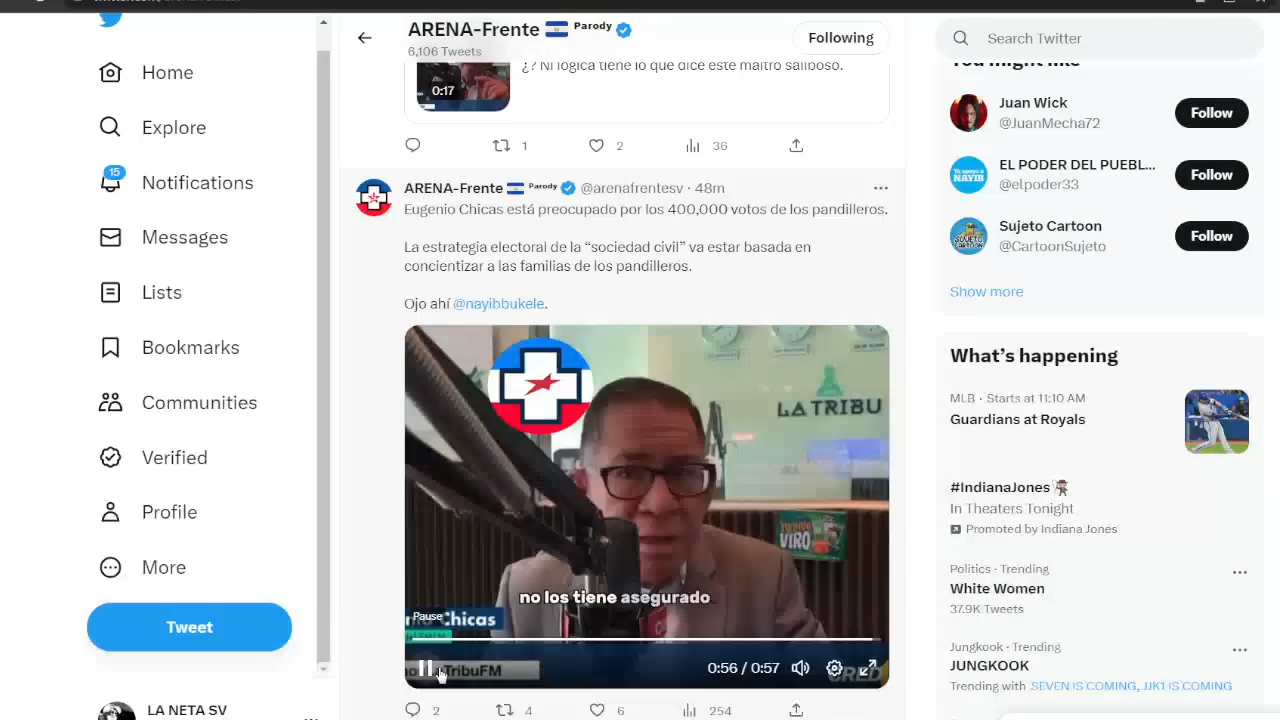 ARENA-Frente Parody
6,106 Tweets
Following
Search Twitter
Home
Explore
15
Notifications
Messages
Lists
Bookmarks
Communities
Verified
Profile
More
Tweet
LA NETA SV
0:17
¿? Ni lógica tiene lo que dice este maitro saliboso.
1
2
36
ARENA-Frente Parody @arenafrentesv · 48m
Eugenio Chicas está preocupado por los 400,000 votos de los pandilleros.
La estrategia electoral de la “sociedad civil” va estar basada en
concientizar a las familias de los pandilleros.
Ojo ahí @nayibbukele.
LA TRIBU
VIRO
no los tiene asegurado
Pause
Chicas
TribuFM
0:56 / 0:57
2
4
6
254
You might like
Juan Wick
@JuanMecha72
Follow
EL PODER DEL PUEBL...
@elpoder33
Follow
Sujeto Cartoon
@CartoonSujeto
Follow
Show more
What’s happening
MLB · Starts at 11:10 AM
Guardians at Royals
#IndianaJones
In Theaters Tonight
Promoted by Indiana Jones
Politics · Trending
White Women
37.9K Tweets
Jungkook · Trending
JUNGKOOK
Trending with SEVEN IS COMING, JJK1 IS COMING